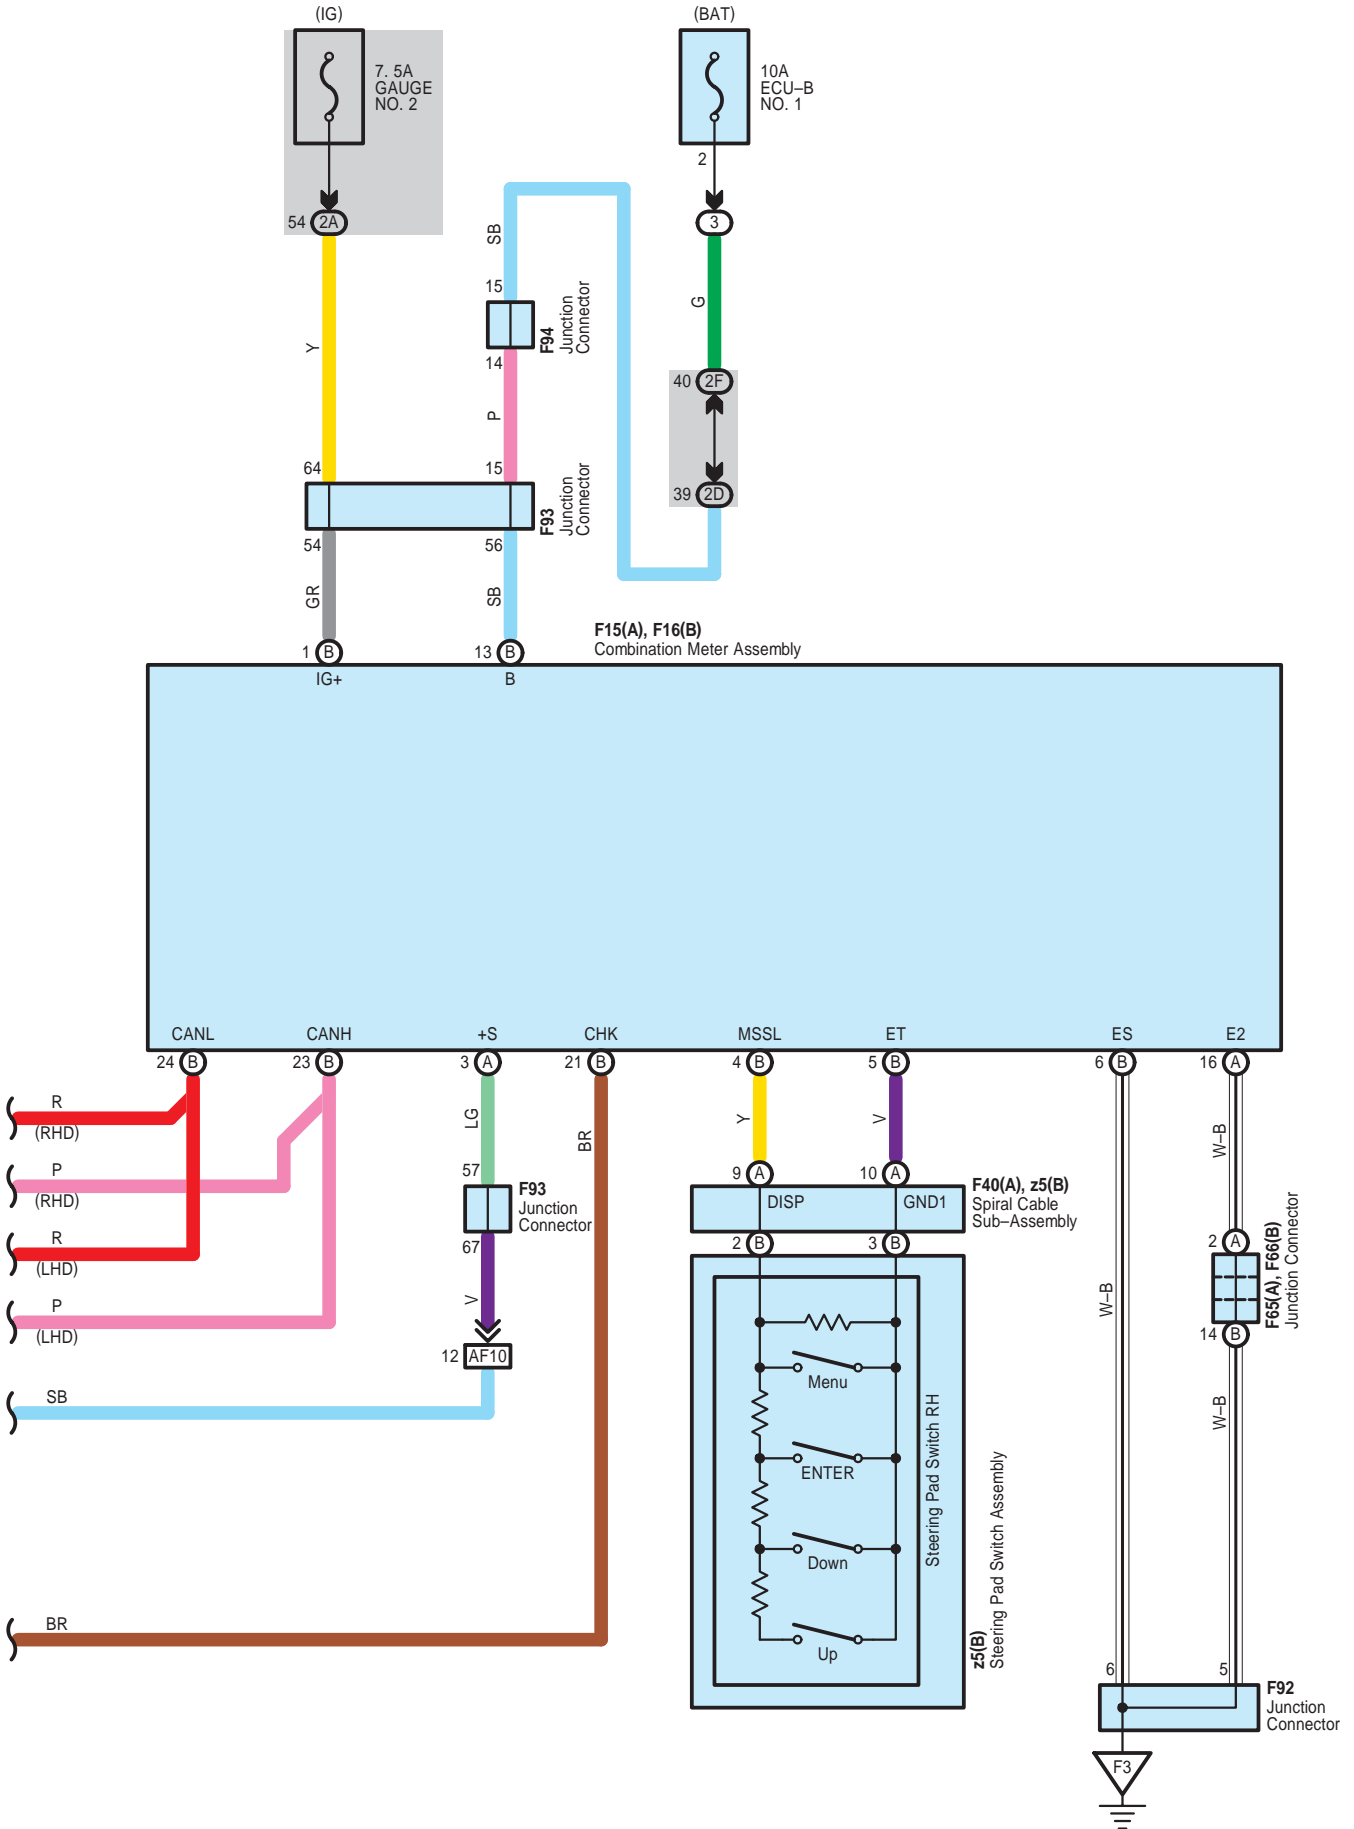 (IG)
(BAT)
7. 5A
GAUGE
NO. 2
10A
ECU–B
NO. 1
2
54 2A
3
SB
15
G
F94
Junction
Connector
Y
14
40 2F
P
64
15
39 2D
F93
Junction
Connector
54
56
GR
SB
F15(A), F16(B)
Combination Meter Assembly
1 B
13 B
IG+
B
CANL
CANH
+S
CHK
MSSL
ET
ES
E2
24 B
23 B
3 A
21 B
4 B
5 B
6 B
16 A
R
(RHD)
LG
BR
Y
V
W–B
P
(RHD)
57
F93
Junction
Connector
67
9 A
10 A
DISP
GND1
F40(A), z5(B)
Spiral Cable
Sub–Assembly
2 B
3 B
R
(LHD)
2 A
F65(A), F66(B)
Junction Connector
14 B
P
(LHD)
V
12 AF10
W–B
SB
Menu
ENTER
Down
Up
Steering Pad Switch RH
z5(B)
Steering Pad Switch Assembly
W–B
BR
6
5
F92
Junction
Connector
F3